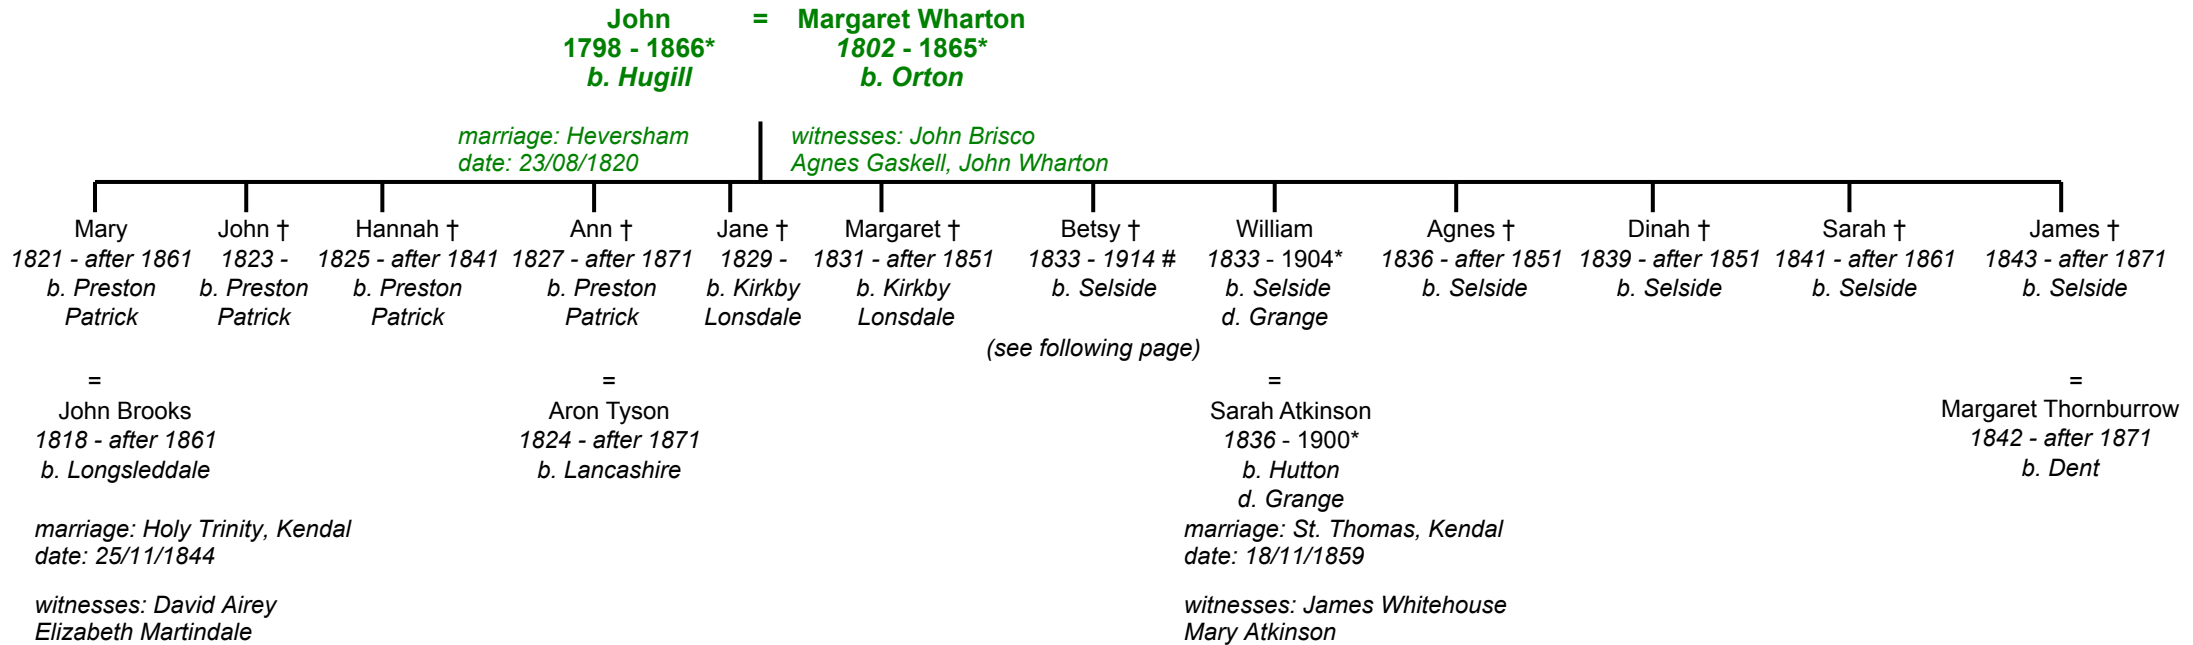 John = Margaret Wharton
1798 - 1866* 1802 - 1865*
b. Hugill b. Orton
marriage: Heversham
date: 23/08/1820
witnesses: John Brisco
Agnes Gaskell, John Wharton
Mary
1821 - after 1861
b. Preston
Patrick
John †
1823 -
b. Preston
Patrick
Hannah †
1825 - after 1841
b. Preston
Patrick
Ann †
1827 - after 1871
b. Preston
Patrick
Jane †
1829 -
b. Kirkby
Lonsdale
Margaret †
1831 - after 1851
b. Kirkby
Lonsdale
Betsy †
1833 - 1914 #
b. Selside
William
1833 - 1904*
b. Selside
d. Grange
(see following page)
Agnes †
1836 - after 1851
b. Selside
Dinah †
1839 - after 1851
b. Selside
Sarah †
1841 - after 1861
b. Selside
James †
1843 - after 1871
b. Selside
=
John Brooks
1818 - after 1861
b. Longsleddale
marriage: Holy Trinity, Kendal
date: 25/11/1844
witnesses: David Airey
Elizabeth Martindale
=
Aron Tyson
1824 - after 1871
b. Lancashire
=
Sarah Atkinson
1836 - 1900*
b. Hutton
d. Grange
marriage: St. Thomas, Kendal
date: 18/11/1859
witnesses: James Whitehouse
Mary Atkinson
=
Margaret Thornburrow
1842 - after 1871
b. Dent